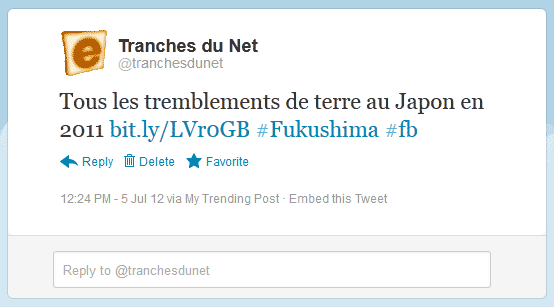 e
Tranches du Net
@tranchesdunet
Tous les tremblements de terre au Japon en
2011 bit.ly/LVr0GB #Fukushima #fb
Reply Delete Favorite
12:24 PM - 5 Jul 12 via My Trending Post · Embed this Tweet
Reply to @tranchesdunet